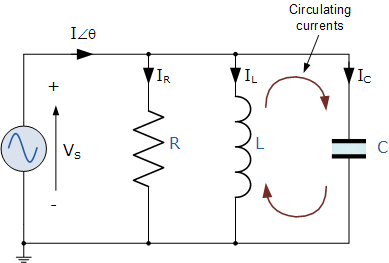 Circulating
currents
I∠θ
IR
IL
IC
+
VS
R
L
C
-